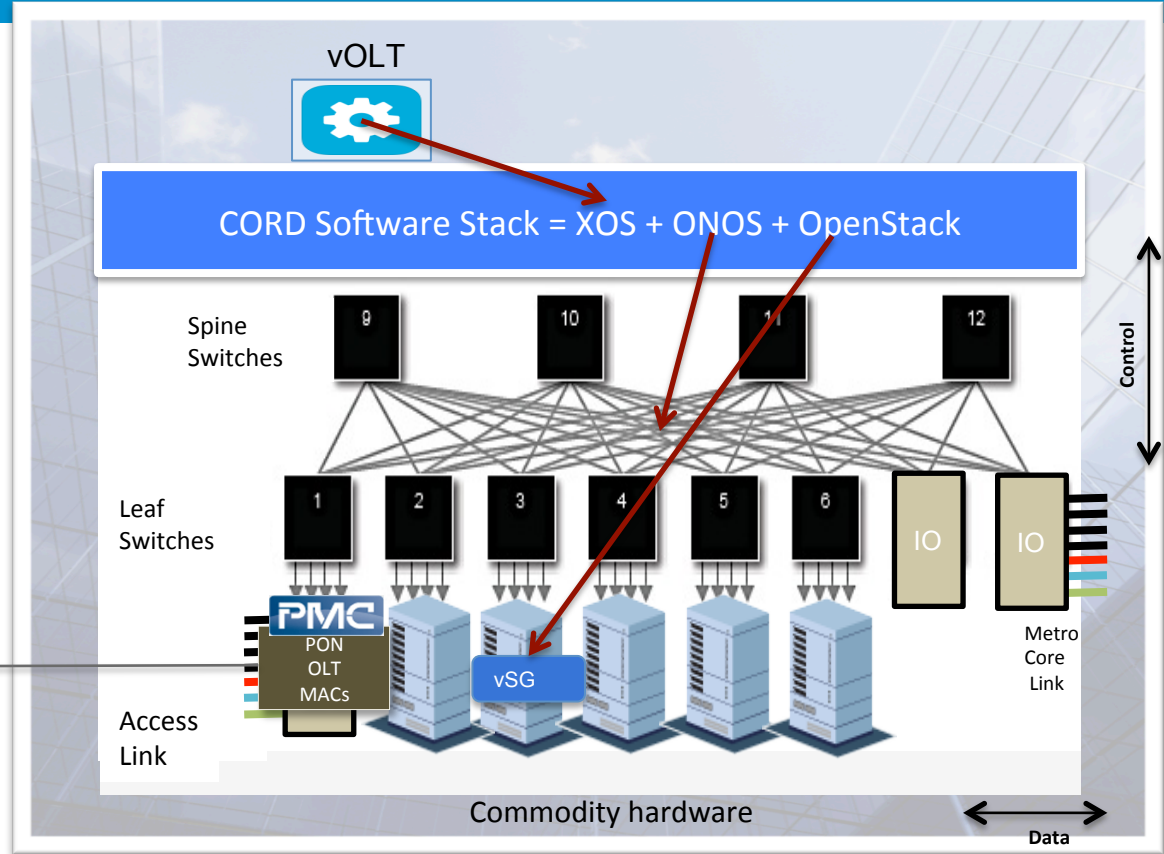 vOLT
CORD Software Stack = XOS + ONOS + OpenStack
Spine
Switches
9
10
11
12
Control
Leaf
Switches
1
2
3
4
5
6
IO
IO
PMC
PON
OLT
MACs
vSG
Metro
Core
Link
Access
Link
Commodity hardware
Data